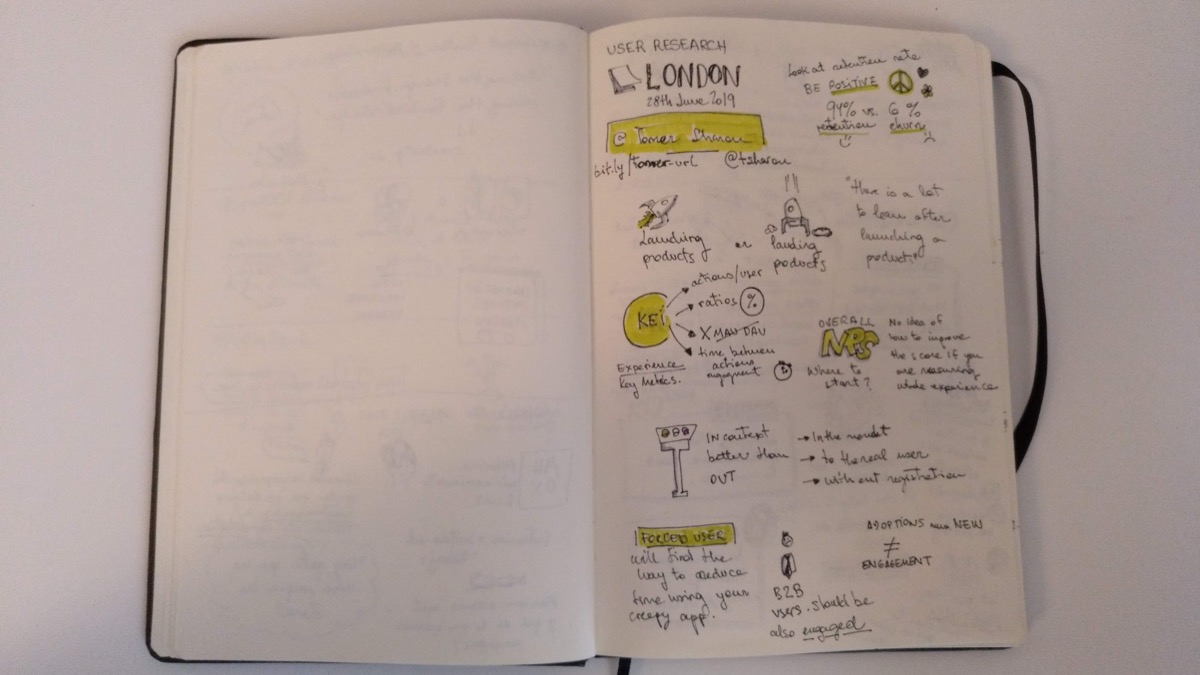 USER RESEARCH
LONDON
28th June 2019
@ Tomer Sharon
bit.ly/tomer-url @tsharon
Look at retention rate
BE POSITIVE
94% vs. 6%
retention churn
Launching
products
or
landing
products
"There is a lot
to learn after
launching a
product"
KEI
actions/user
ratios %
X MAU DAU
time between
actions
engagment
Experience
Key Metrics.
OVERALL
NPS
Where to
start?
No idea of
how to improve
the score if you
are measuring
whole experience
IN context
better than
OUT
→ In the
→ to the real user
→ without registration
FORCED USER
will find the
way to reduce
time using your
creepy app.
B2B
users. should be
also engaged
ADOPTIONS NEW
≠
ENGAGEMENT